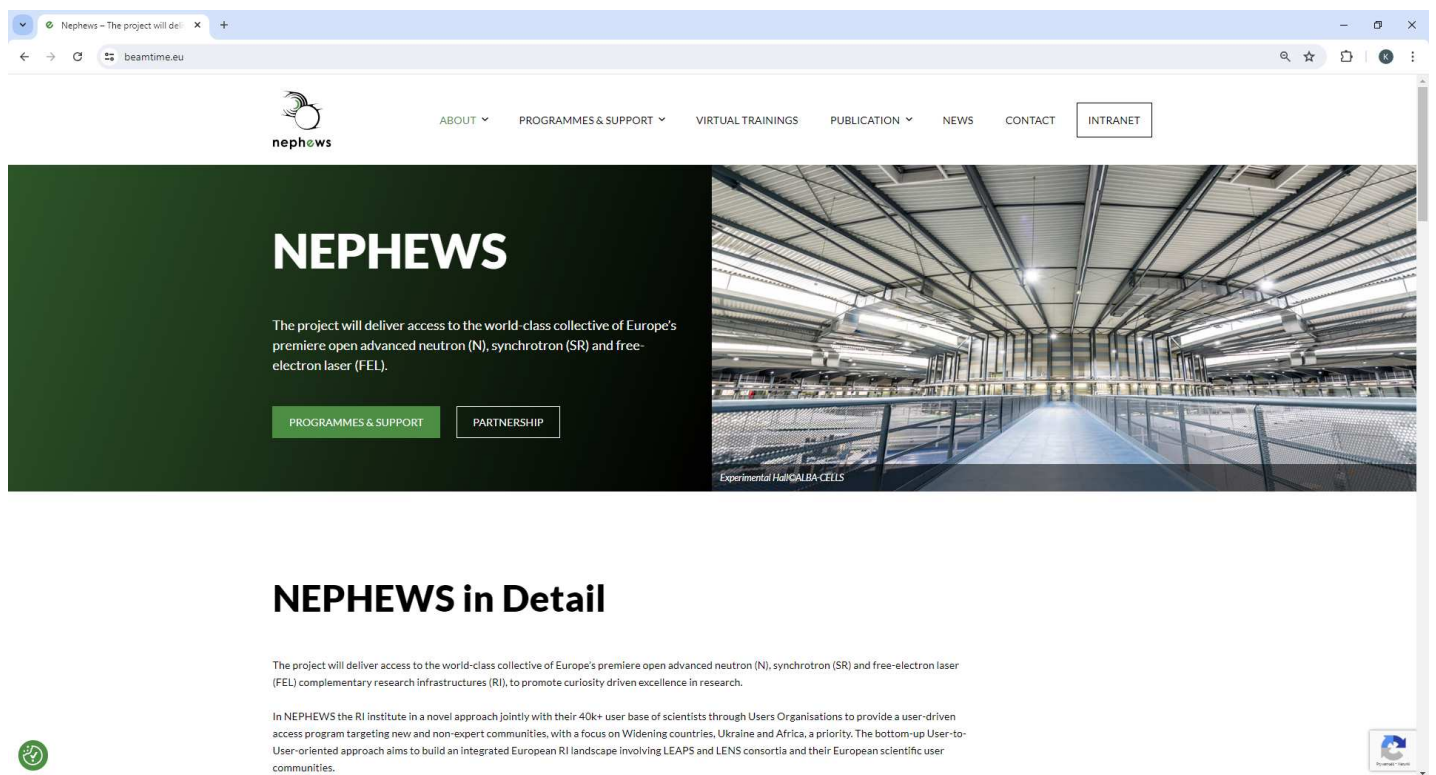 Nephews – The project will del
beamtime.eu
K
nephews
ABOUT
PROGRAMMES & SUPPORT
VIRTUAL TRAININGS
PUBLICATION
NEWS
CONTACT
INTRANET
NEPHEWS
The project will deliver access to the world-class collective of Europe's
premiere open advanced neutron (N), synchrotron (SR) and free-
electron laser (FEL).
PROGRAMMES & SUPPORT
PARTNERSHIP
Experimental Hall©ALBA-CELLS
NEPHEWS in Detail
The project will deliver access to the world-class collective of Europe's premiere open advanced neutron (N), synchrotron (SR) and free-electron laser
(FEL) complementary research infrastructures (RI), to promote curiosity driven excellence in research.
In NEPHEWS the RI institute in a novel approach jointly with their 40k+ user base of scientists through Users Organisations to provide a user-driven
access program targeting new and non-expert communities, with a focus on Widening countries, Ukraine and Africa, a priority. The bottom-up User-to-
User-oriented approach aims to build an integrated European RI landscape involving LEAPS and LENS consortia and their European scientific user
communities.